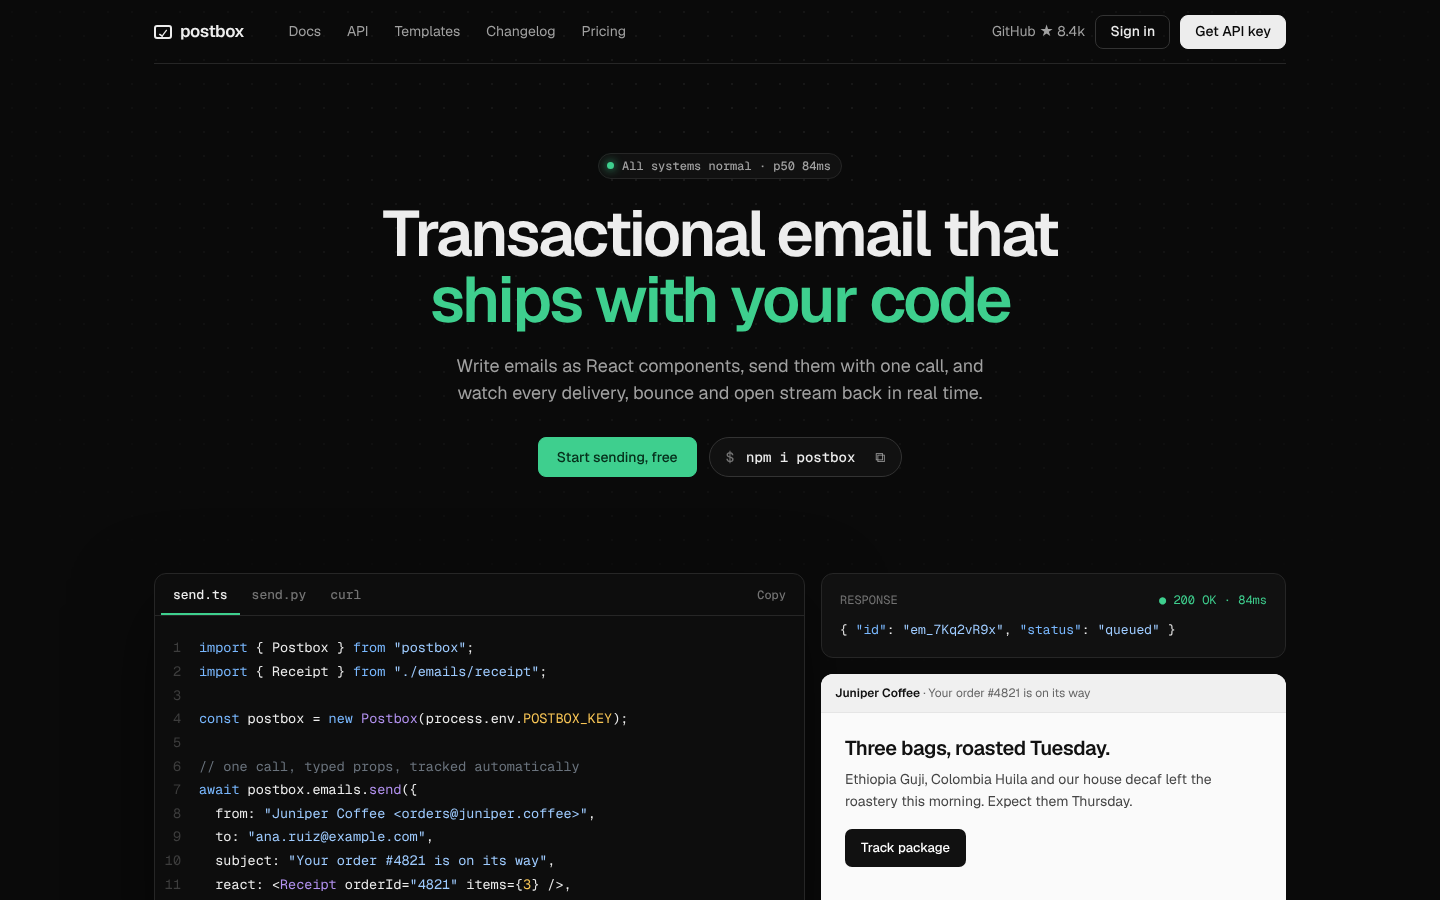 postbox Docs API Templates Changelog Pricing GitHub ★ 8.4k Sign in Get API key
All systems normal · p50 84ms
Transactional email that
ships with your code
Write emails as React components, send them with one call, and
watch every delivery, bounce and open stream back in real time.
Start sending, free $ npm i postbox
send.ts send.py curl Copy
1 import { Postbox } from "postbox";
2 import { Receipt } from "./emails/receipt";
3
4 const postbox = new Postbox(process.env.POSTBOX_KEY);
5
6 // one call, typed props, tracked automatically
7 await postbox.emails.send({
8 from: "Juniper Coffee <orders@juniper.coffee>",
9 to: "ana.ruiz@example.com",
10 subject: "Your order #4821 is on its way",
11 react: <Receipt orderId="4821" items={3} />,
RESPONSE ● 200 OK · 84ms
{ "id": "em_7Kq2vR9x", "status": "queued" }
Juniper Coffee · Your order #4821 is on its way
Three bags, roasted Tuesday.
Ethiopia Guji, Colombia Huila and our house decaf left the
roastery this morning. Expect them Thursday.
Track package